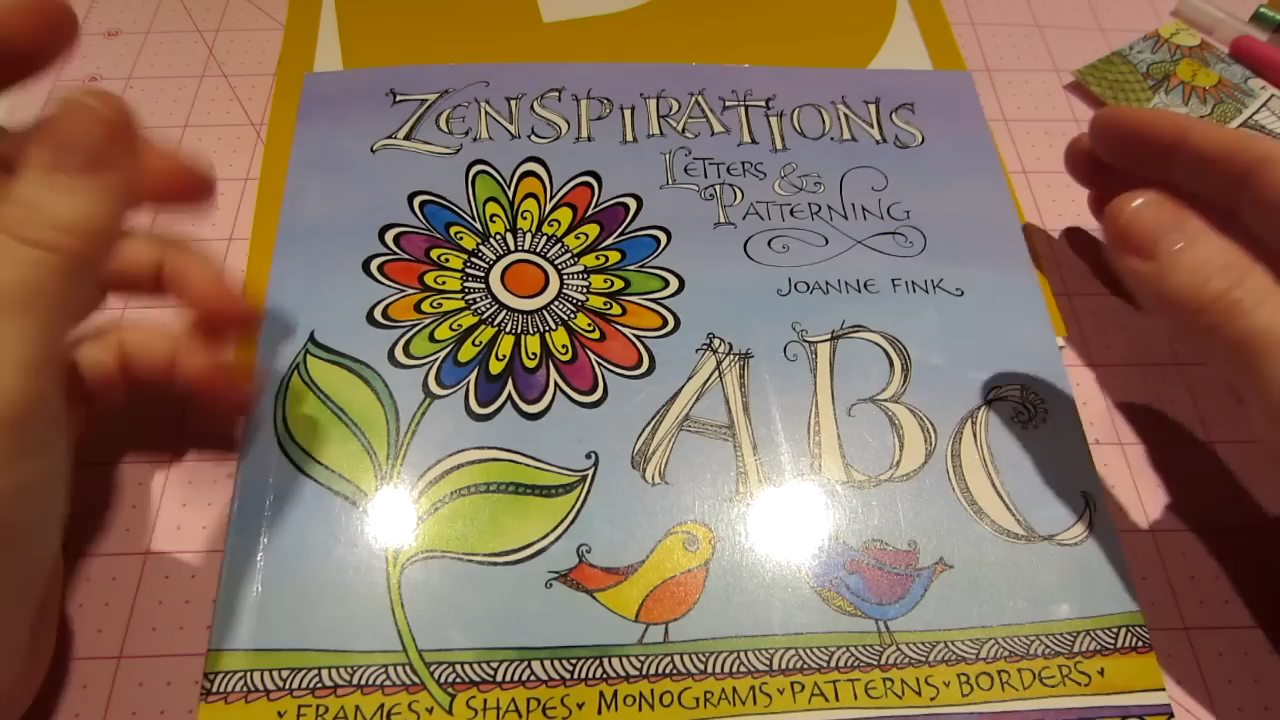 ZENSPIRATIONS
LETTERS &
PATTERNING
JOANNE FINK
ABC
FRAMES ♥ SHAPES ♥ MONOGRAMS ♥ PATTERNS ♥ BORDERS ♥